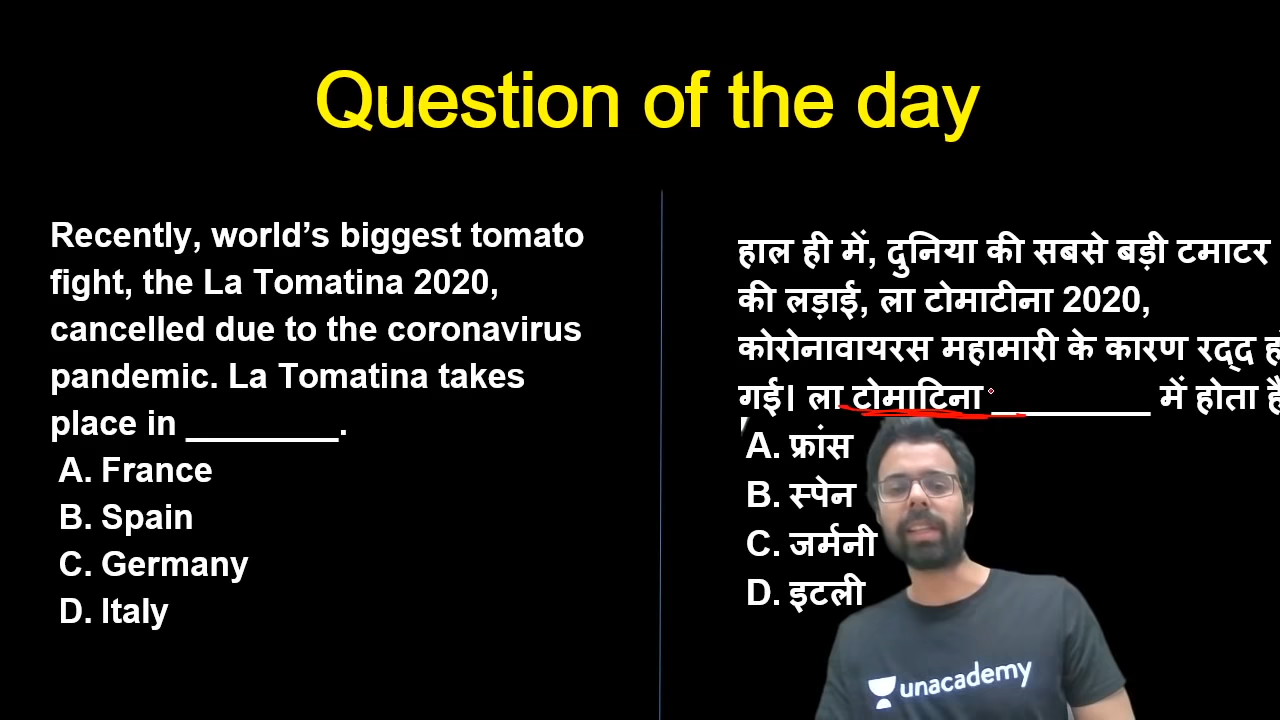 Question of the day
Recently, world’s biggest tomato
fight, the La Tomatina 2020,
cancelled due to the coronavirus
pandemic. La Tomatina takes
place in ________.
A. France
B. Spain
C. Germany
D. Italy
हाल ही में, दुनिया की सबसे बड़ी टमाटर
की लड़ाई, ला टोमाटीना 2020,
कोरोनावायरस महामारी के कारण रद्द
गई। ला टोमाटिना ________ में होता है
A. फ्रांस
B. स्पेन
C. जर्मनी
D. इटली
unacademy